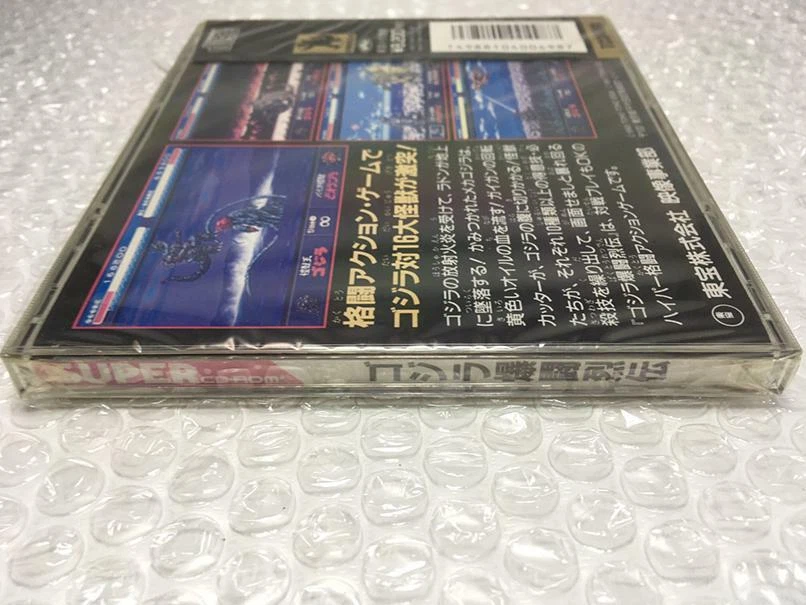 格闘アクション・ゲームで
ゴジラ対16大怪獣が激突!
ゴジラの放射火炎を受けて、ラドンが地上
に墜落する! かみつかれたメカゴジラは、
黄色いオイルの血を流す! ガイガンの回転
カッターが、ゴジラの腹に切りかかる! 怪獣
たちが、それぞれ10種類以上の得意技・必
殺技を繰り出して、画面せましと暴れ回る
『ゴジラ爆闘烈伝』は、対戦プレイもOKの
ハイパー格闘アクションゲームです。
東宝株式会社 映像事業部
ゴジラ
SUPER
CD-ROM
ゴジラ爆闘烈伝